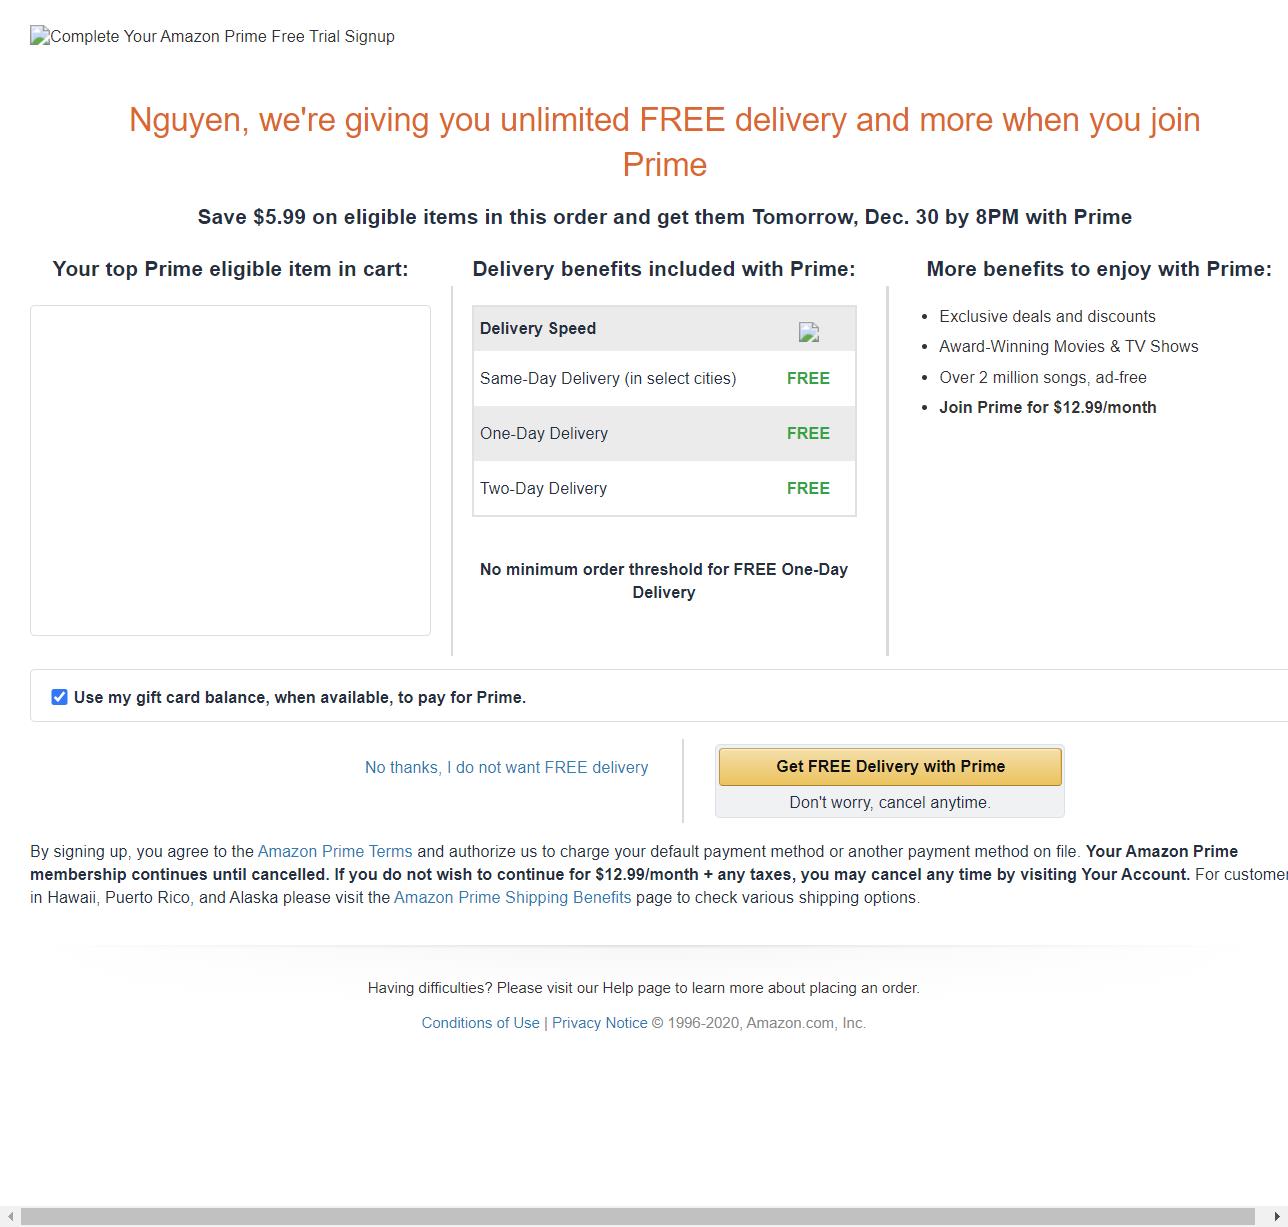 Complete Your Amazon Prime Free Trial Signup
Nguyen, we're giving you unlimited FREE delivery and more when you join
Prime
Save $5.99 on eligible items in this order and get them Tomorrow, Dec. 30 by 8PM with Prime
Your top Prime eligible item in cart:
Delivery benefits included with Prime:
Delivery Speed
Same-Day Delivery (in select cities) FREE
One-Day Delivery FREE
Two-Day Delivery FREE
No minimum order threshold for FREE One-Day
Delivery
More benefits to enjoy with Prime:
• Exclusive deals and discounts
• Award-Winning Movies & TV Shows
• Over 2 million songs, ad-free
• Join Prime for $12.99/month
Use my gift card balance, when available, to pay for Prime.
No thanks, I do not want FREE delivery
Get FREE Delivery with Prime
Don't worry, cancel anytime.
By signing up, you agree to the Amazon Prime Terms and authorize us to charge your default payment method or another payment method on file. Your Amazon Prime
membership continues until cancelled. If you do not wish to continue for $12.99/month + any taxes, you may cancel any time by visiting Your Account. For customer
in Hawaii, Puerto Rico, and Alaska please visit the Amazon Prime Shipping Benefits page to check various shipping options.
Having difficulties? Please visit our Help page to learn more about placing an order.
Conditions of Use | Privacy Notice © 1996-2020, Amazon.com, Inc.